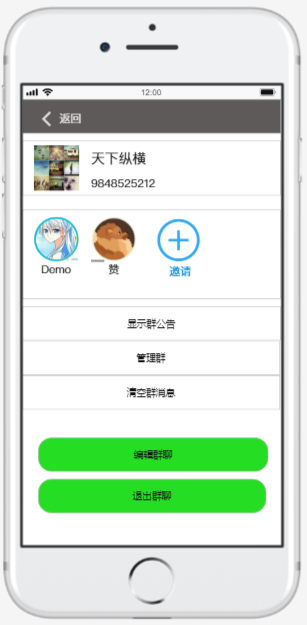 12:00
返回
天下纵横
9848525212
Demo 赞 邀请
显示群公告
管理群
清空群消息
编辑群聊
退出群聊